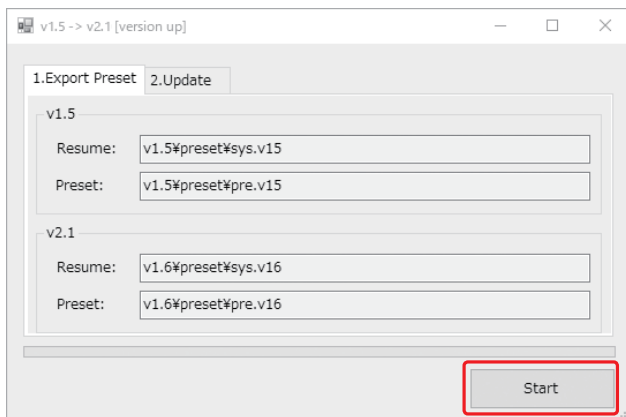 v1.5 -> v2.1 [version up]
1.Export Preset 2.Update
v1.5
Resume: v1.5¥preset¥sys.v15
Preset: v1.5¥preset¥pre.v15
v2.1
Resume: v1.6¥preset¥sys.v16
Preset: v1.6¥preset¥pre.v16
Start